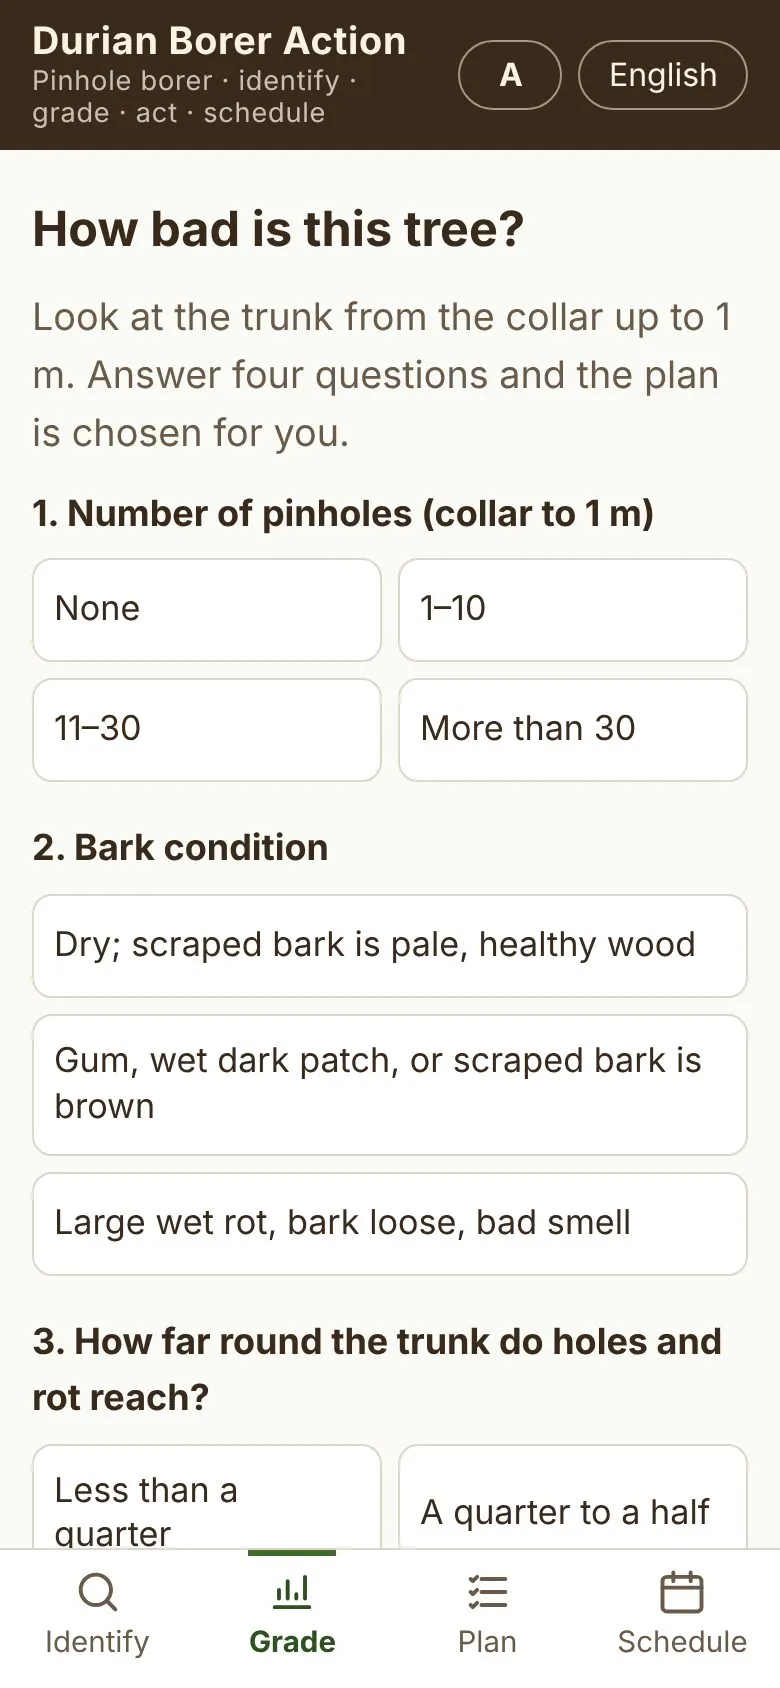 Durian Borer Action
Pinhole borer · identify ·
grade · act · schedule
A
English
How bad is this tree?
Look at the trunk from the collar up to 1
m. Answer four questions and the plan
is chosen for you.
1. Number of pinholes (collar to 1 m)
None
1–10
11–30
More than 30
2. Bark condition
Dry; scraped bark is pale, healthy wood
Gum, wet dark patch, or scraped bark is
brown
Large wet rot, bark loose, bad smell
3. How far round the trunk do holes and
rot reach?
Less than a
quarter
A quarter to a half
Identify
Grade
Plan
Schedule